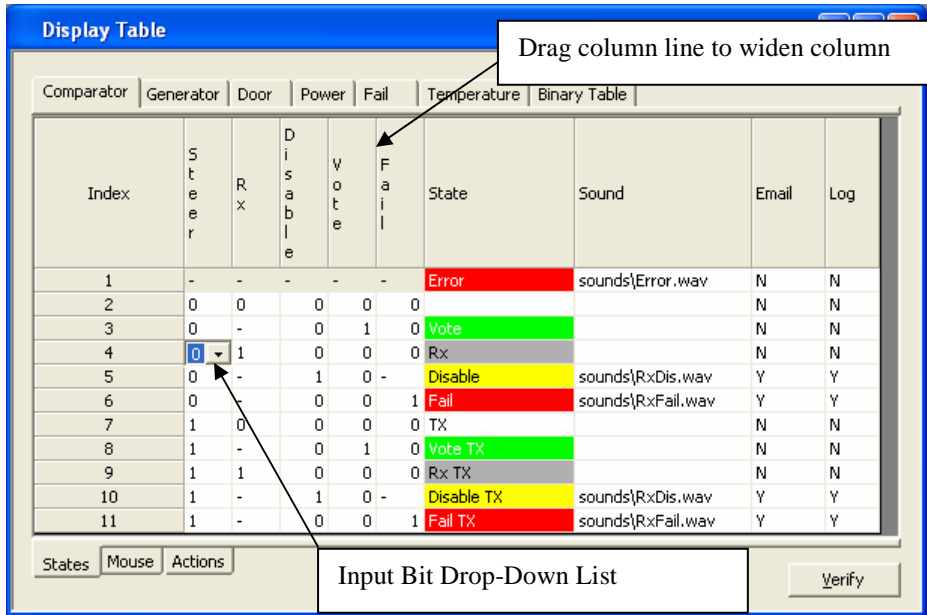 Display Table
Drag column line to widen column
Comparator Generator Door Power Fail Temperature Binary Table
Index Steer Rx Disable Vote Fail State Sound Email Log
1 - - - - - Error sounds\Error.wav N N
2 0 0 0 0 0 N N
3 0 - 0 1 0 Vote N N
4 0 1 0 0 0 Rx N N
5 0 - 1 0 - Disable sounds\RxDis.wav Y Y
6 0 - 0 0 1 Fail sounds\RxFail.wav Y Y
7 1 0 0 0 0 TX N N
8 1 - 0 1 0 Vote TX N N
9 1 1 0 0 0 Rx TX N N
10 1 - 1 0 - Disable TX sounds\RxDis.wav Y Y
11 1 - 0 0 1 Fail TX sounds\RxFail.wav Y Y
States Mouse Actions
Input Bit Drop-Down List
Verify